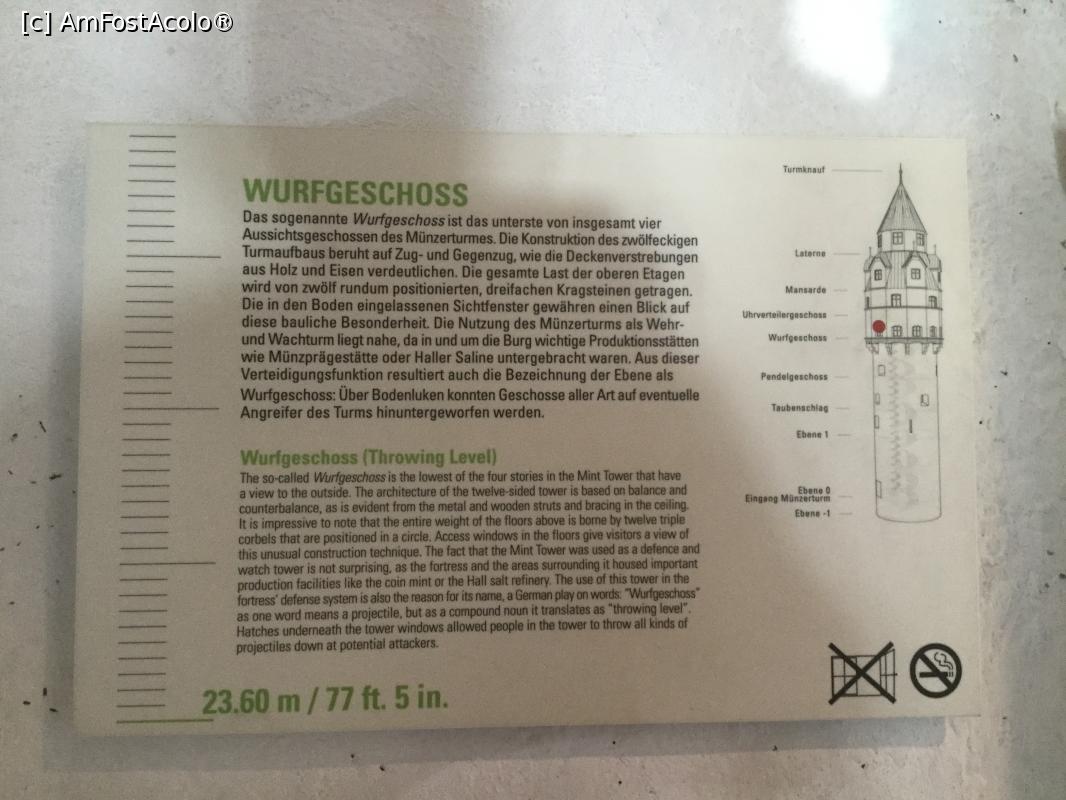 [c] AmFostAcolo®
WURFGESCHOSS
Das sogenannte Wurfgeschoss ist das unterste von insgesamt vier
Aussichtsgeschossen des Münzerturmes. Die Konstruktion des zwölfeckigen
Turmaufbaus beruht auf Zug- und Gegenzug, wie die Deckenverstrebungen
aus Holz und Eisen verdeutlichen. Die gesamte Last der oberen Etagen
wird von zwölf rundum positionierten, dreifachen Kragsteinen getragen.
Die in den Boden eingelassenen Sichtfenster gewähren einen Blick auf
diese bauliche Besonderheit. Die Nutzung des Münzerturms als Wehr-
und Wachturm liegt nahe, da in und um die Burg wichtige Produktionsstätten
wie Münzprägestätte oder Haller Saline untergebracht waren. Aus dieser
Verteidigungsfunktion resultiert auch die Bezeichnung der Ebene als
Wurfgeschoss: Über Bodenluken konnten Geschosse aller Art auf eventuelle
Angreifer des Turms hinuntergeworfen werden.
Wurfgeschoss (Throwing Level)
The so-called Wurfgeschoss is the lowest of the four stories in the Mint Tower that have
a view to the outside. The architecture of the twelve-sided tower is based on balance and
counterbalance, as is evident from the metal and wooden struts and bracing in the ceiling.
It is impressive to note that the entire weight of the floors above is borne by twelve triple
corbels that are positioned in a circle. Access windows in the floors give visitors a view of
this unusual construction technique. The fact that the Mint Tower was used as a defence and
watch tower is not surprising, as the fortress and the areas surrounding it housed important
production facilities like the coin mint or the Hall salt refinery. The use of this tower in the
fortress' defense system is also the reason for its name, a German play on words: "Wurfgeschoss"
as one word means a projectile, but as a compound noun it translates as "throwing level".
Hatches underneath the tower windows allowed people in the tower to throw all kinds of
projectiles down at potential attackers.
23.60 m / 77 ft. 5 in.
Turmknauf
Laterne
Mansarde
Uhrverteilergeschoss
Wurfgeschoss
Pendelgeschoss
Taubenschlag
Ebene 1
Ebene 0
Eingang Münzerturm
Ebene -1